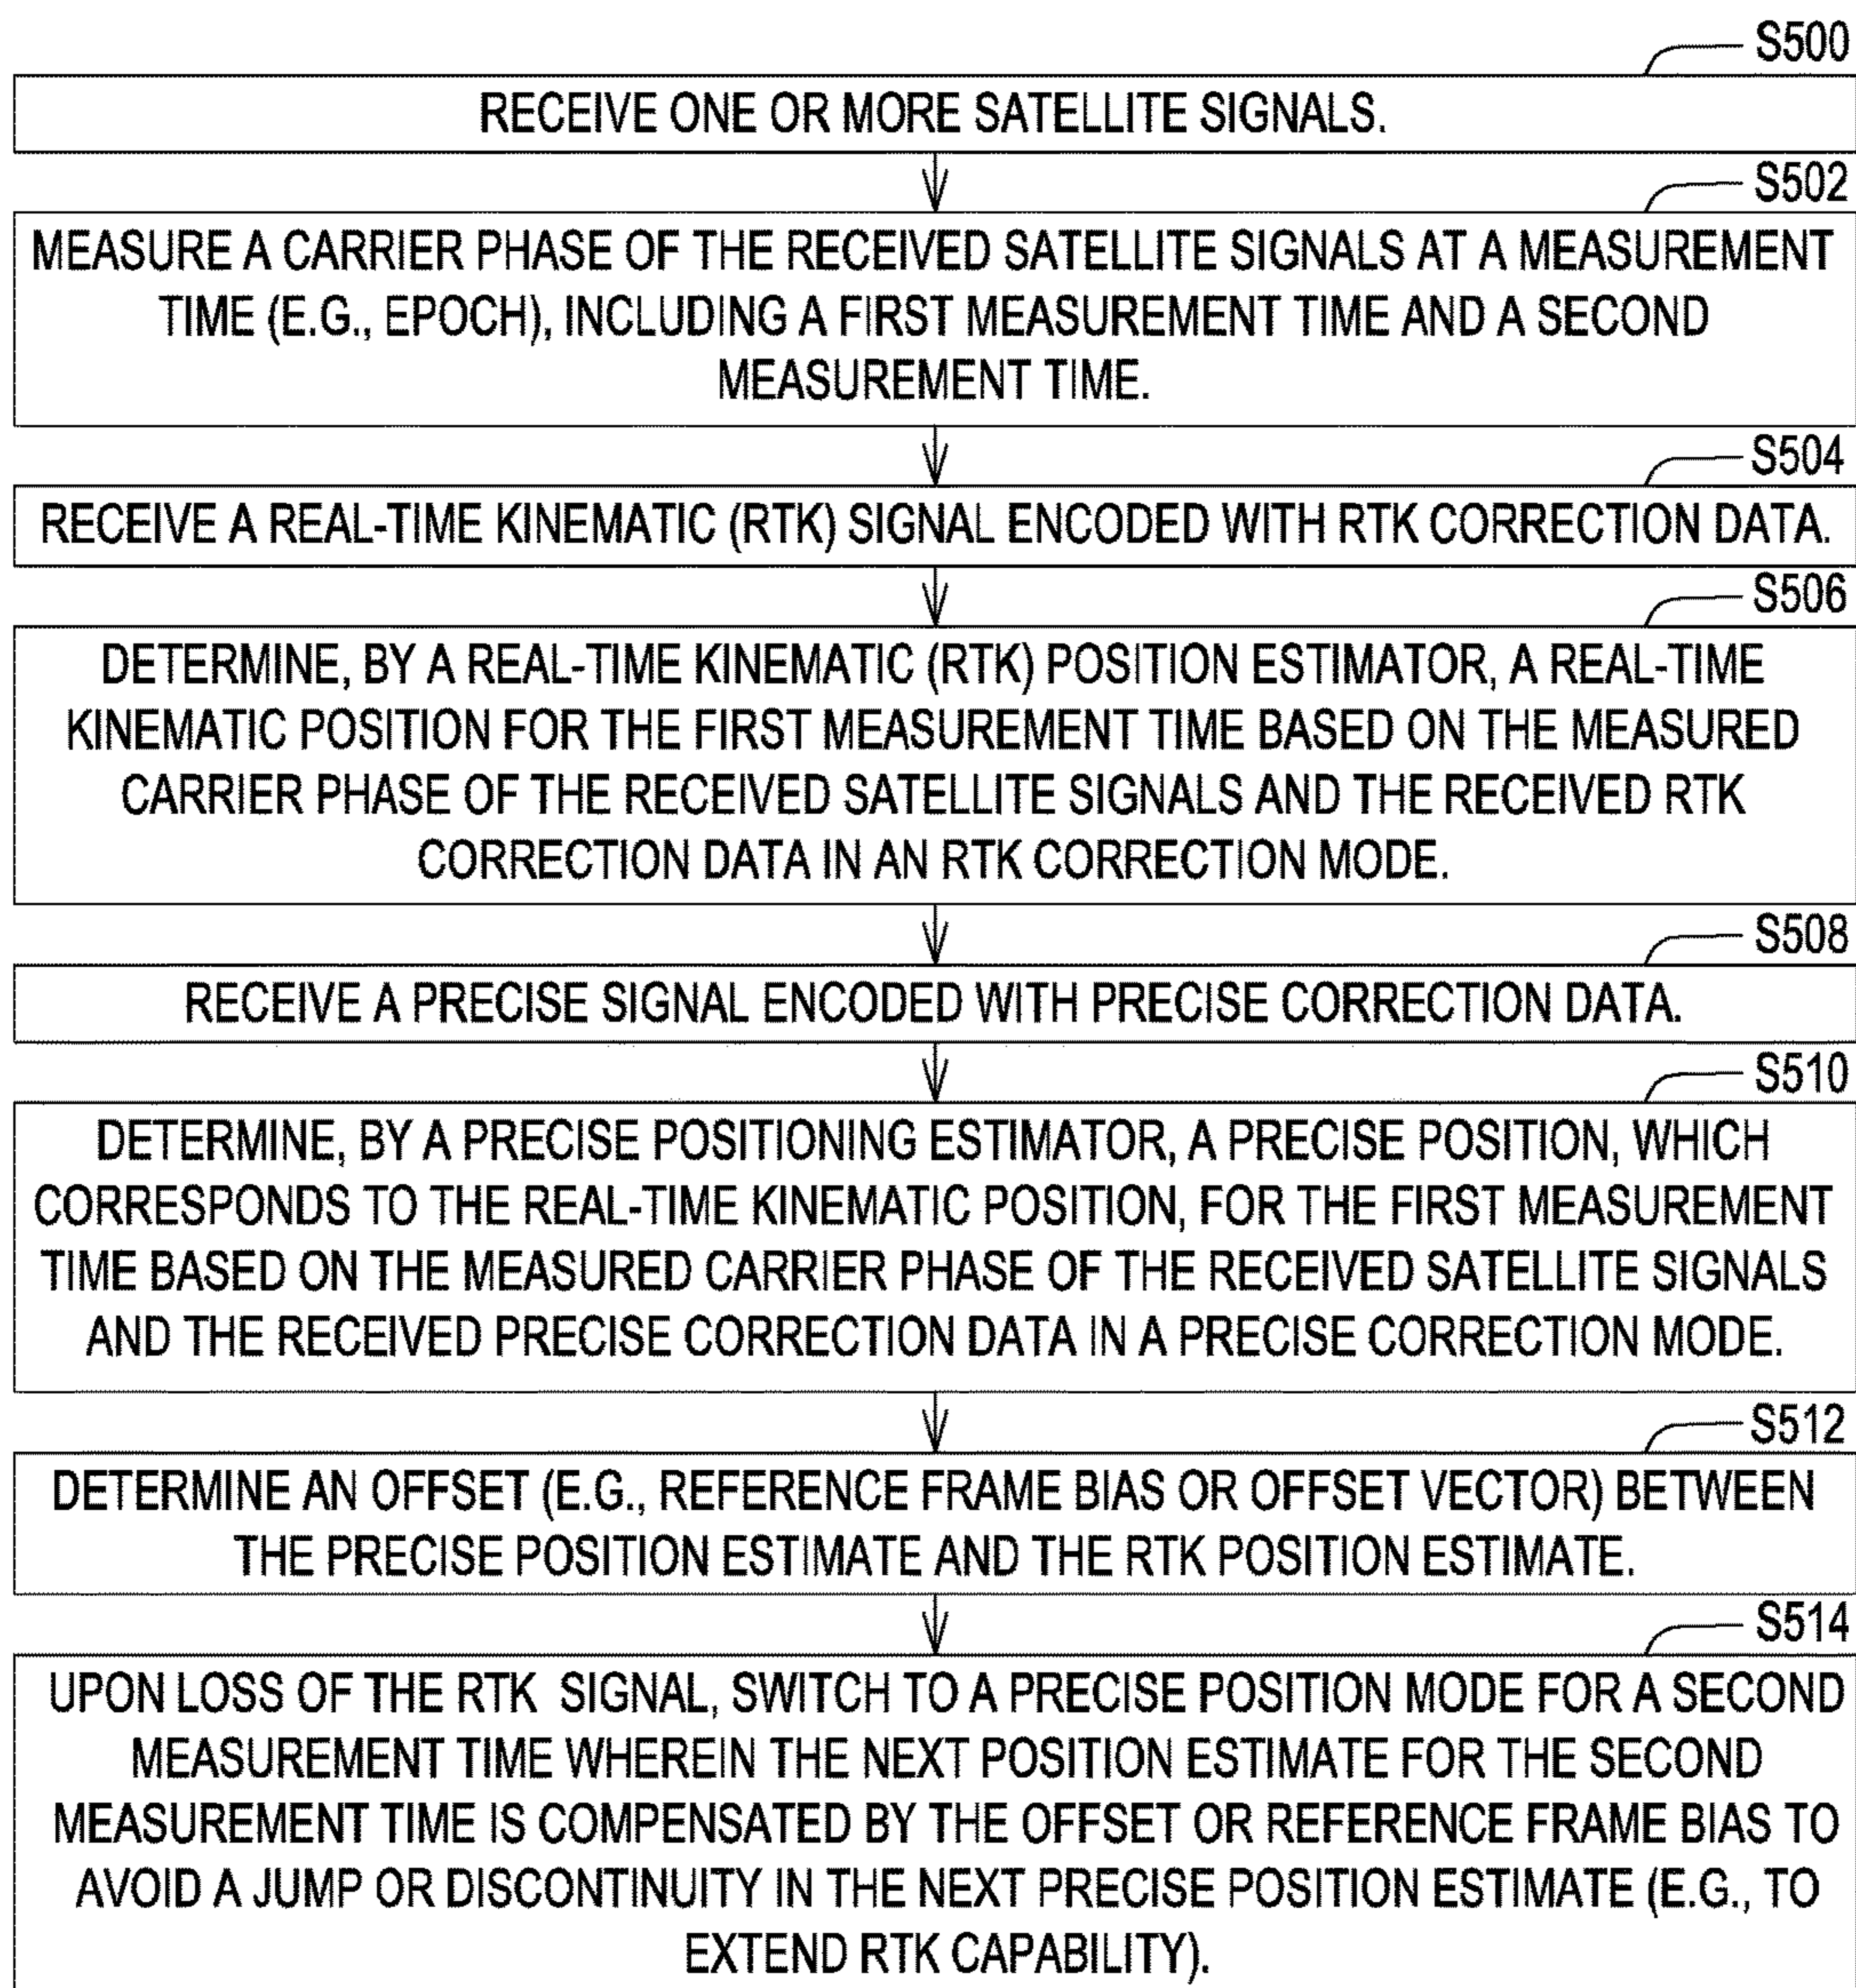 S500
RECEIVE ONE OR MORE SATELLITE SIGNALS.
S502
MEASURE A CARRIER PHASE OF THE RECEIVED SATELLITE SIGNALS AT A MEASUREMENT
TIME (E.G., EPOCH), INCLUDING A FIRST MEASUREMENT TIME AND A SECOND
MEASUREMENT TIME.
S504
RECEIVE A REAL-TIME KINEMATIC (RTK) SIGNAL ENCODED WITH RTK CORRECTION DATA.
S506
DETERMINE, BY A REAL-TIME KINEMATIC (RTK) POSITION ESTIMATOR, A REAL-TIME
KINEMATIC POSITION FOR THE FIRST MEASUREMENT TIME BASED ON THE MEASURED
CARRIER PHASE OF THE RECEIVED SATELLITE SIGNALS AND THE RECEIVED RTK
CORRECTION DATA IN AN RTK CORRECTION MODE.
S508
RECEIVE A PRECISE SIGNAL ENCODED WITH PRECISE CORRECTION DATA.
S510
DETERMINE, BY A PRECISE POSITIONING ESTIMATOR, A PRECISE POSITION, WHICH
CORRESPONDS TO THE REAL-TIME KINEMATIC POSITION, FOR THE FIRST MEASUREMENT
TIME BASED ON THE MEASURED CARRIER PHASE OF THE RECEIVED SATELLITE SIGNALS
AND THE RECEIVED PRECISE CORRECTION DATA IN A PRECISE CORRECTION MODE.
S512
DETERMINE AN OFFSET (E.G., REFERENCE FRAME BIAS OR OFFSET VECTOR) BETWEEN
THE PRECISE POSITION ESTIMATE AND THE RTK POSITION ESTIMATE.
S514
UPON LOSS OF THE RTK SIGNAL, SWITCH TO A PRECISE POSITION MODE FOR A SECOND
MEASUREMENT TIME WHEREIN THE NEXT POSITION ESTIMATE FOR THE SECOND
MEASUREMENT TIME IS COMPENSATED BY THE OFFSET OR REFERENCE FRAME BIAS TO
AVOID A JUMP OR DISCONTINUITY IN THE NEXT PRECISE POSITION ESTIMATE (E.G., TO
EXTEND RTK CAPABILITY).